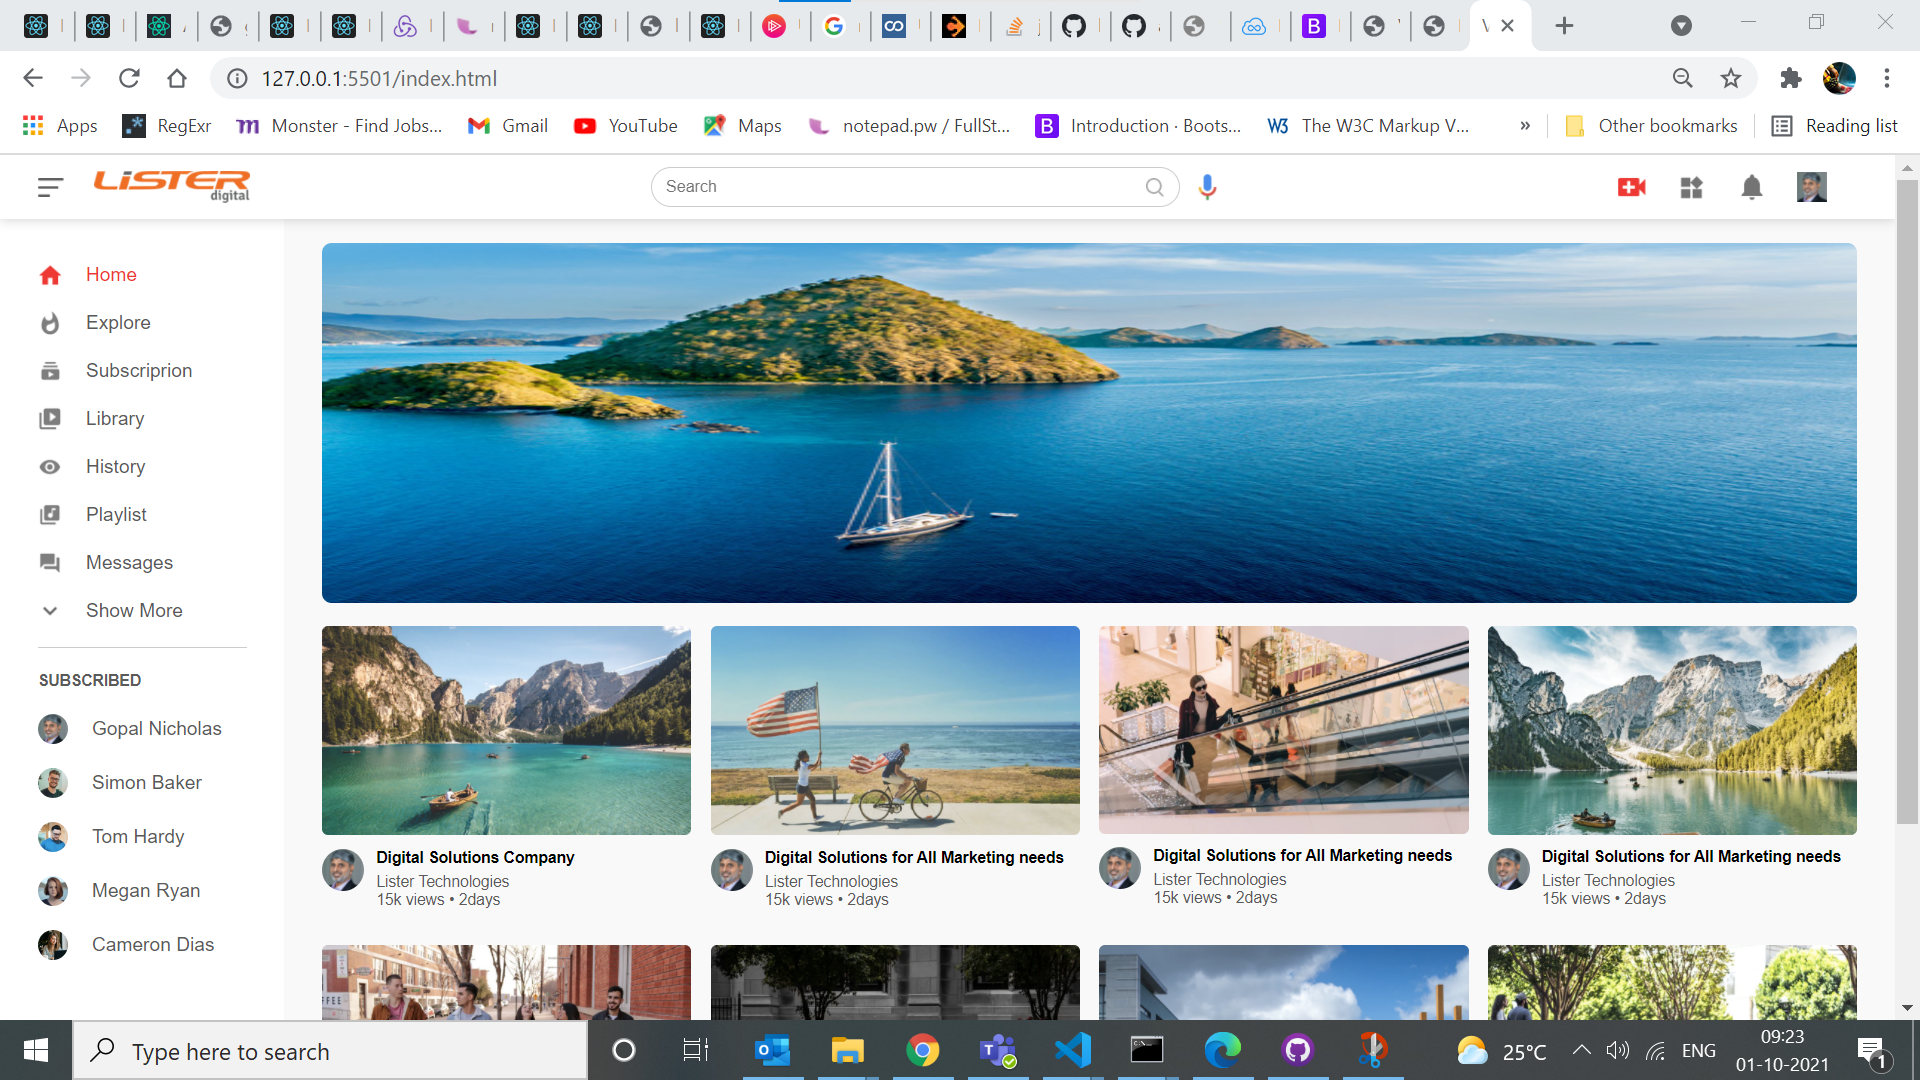 127.0.0.1:5501/index.html
Apps
RegExr
Monster - Find Jobs...
Gmail
YouTube
Maps
notepad.pw / FullSt...
Introduction · Boots...
The W3C Markup V...
»
Other bookmarks
Reading list
LiSTER
digital
Search
Home
Explore
Subscriprion
Library
History
Playlist
Messages
Show More
SUBSCRIBED
Gopal Nicholas
Simon Baker
Tom Hardy
Megan Ryan
Cameron Dias
Digital Solutions Company
Lister Technologies
15k views • 2days
Digital Solutions for All Marketing needs
Lister Technologies
15k views • 2days
Digital Solutions for All Marketing needs
Lister Technologies
15k views • 2days
Digital Solutions for All Marketing needs
Lister Technologies
15k views • 2days
Type here to search
25°C
ENG
09:23
01-10-2021
1